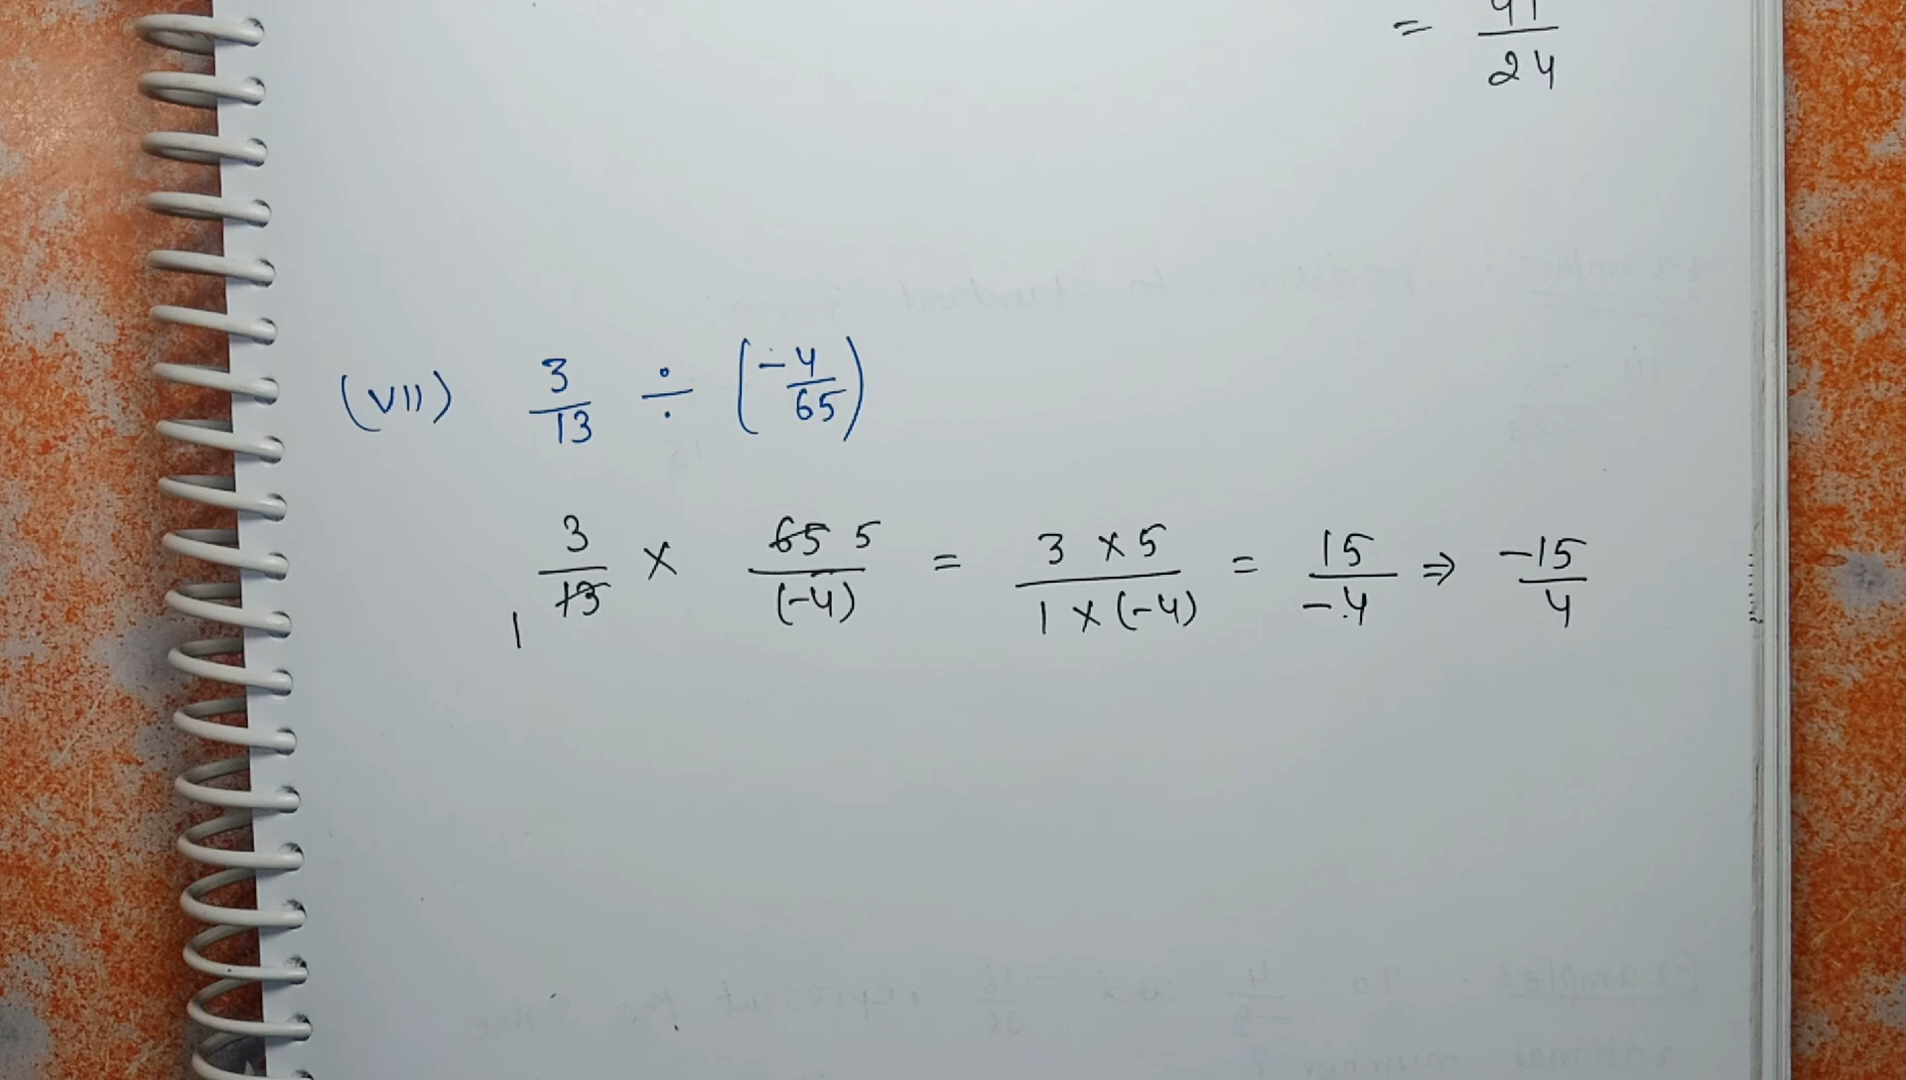 = 41/24
(VII) 3/13 ÷ (-4/65)
1 3/13 × 65 5/(-4) = 3 × 5/1 × (-4) = 15/-4 ⇒ -15/4